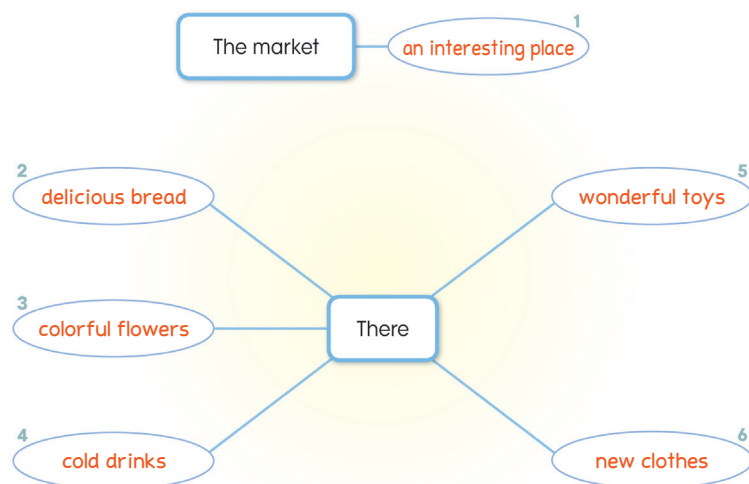 The market
1
an interesting place
2
delicious bread
5
wonderful toys
3
colorful flowers
There
4
cold drinks
6
new clothes